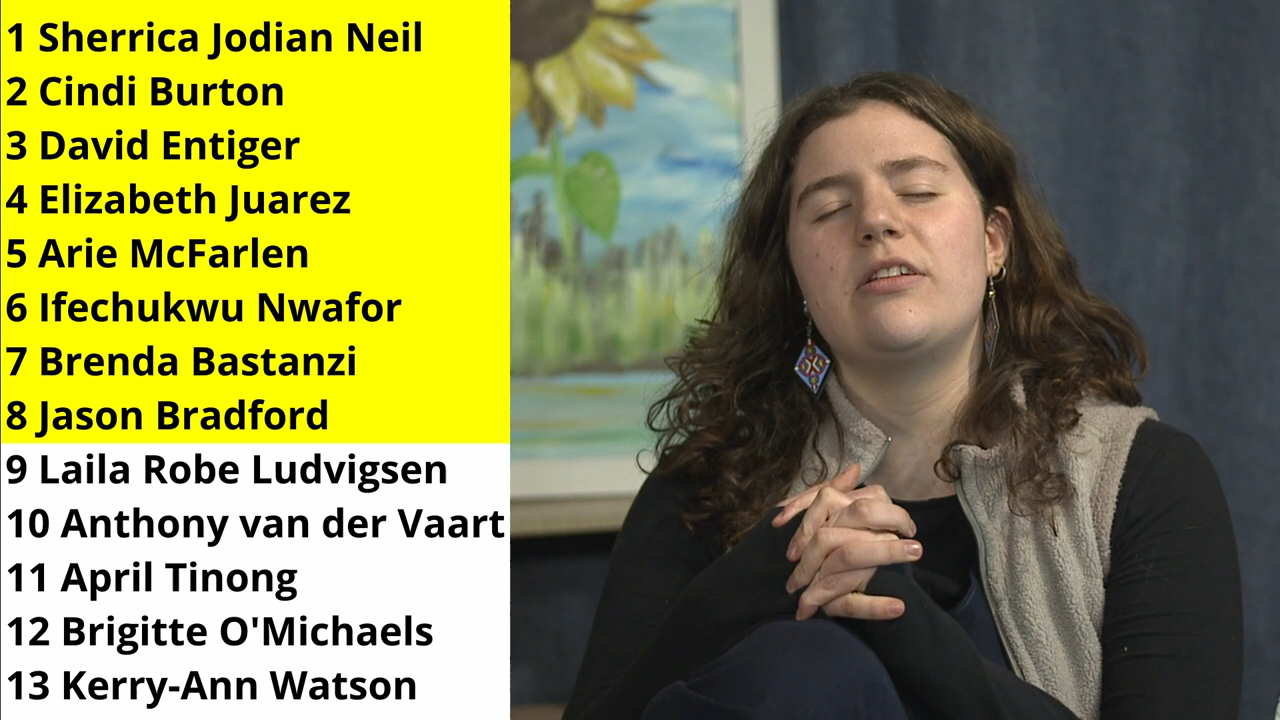 1 Sherrica Jodian Neil
2 Cindi Burton
3 David Entiger
4 Elizabeth Juarez
5 Arie McFarlen
6 Ifechukwu Nwafor
7 Brenda Bastanzi
8 Jason Bradford
9 Laila Robe Ludvigsen
10 Anthony van der Vaart
11 April Tinong
12 Brigitte O'Michaels
13 Kerry-Ann Watson